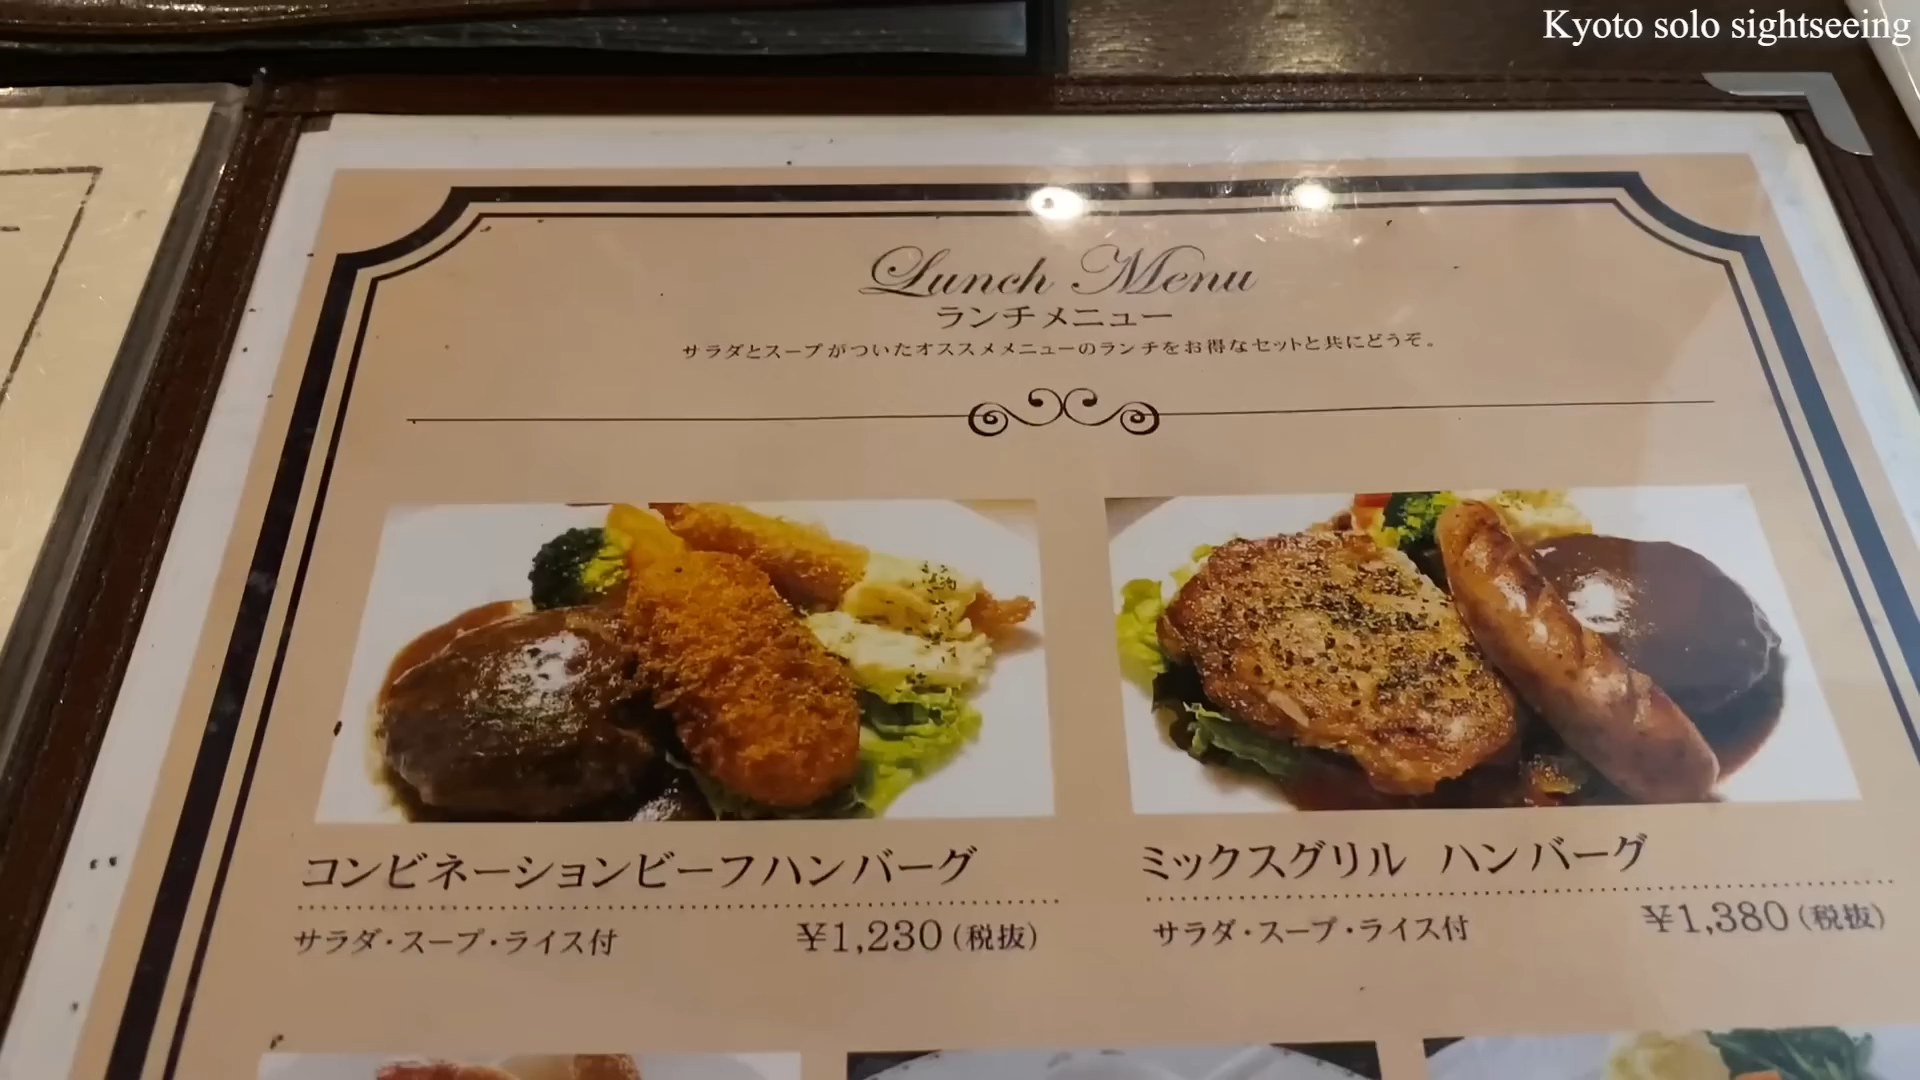 Kyoto solo sightseeing
Lunch Menu
ランチメニュー
サラダとスープがついたオススメメニューのランチをお得なセットと共にどうぞ。
コンビネーションビーフハンバーグ
サラダ・スープ・ライス付 ¥1,230(税抜)
ミックスグリル ハンバーグ
サラダ・スープ・ライス付 ¥1,380(税抜)